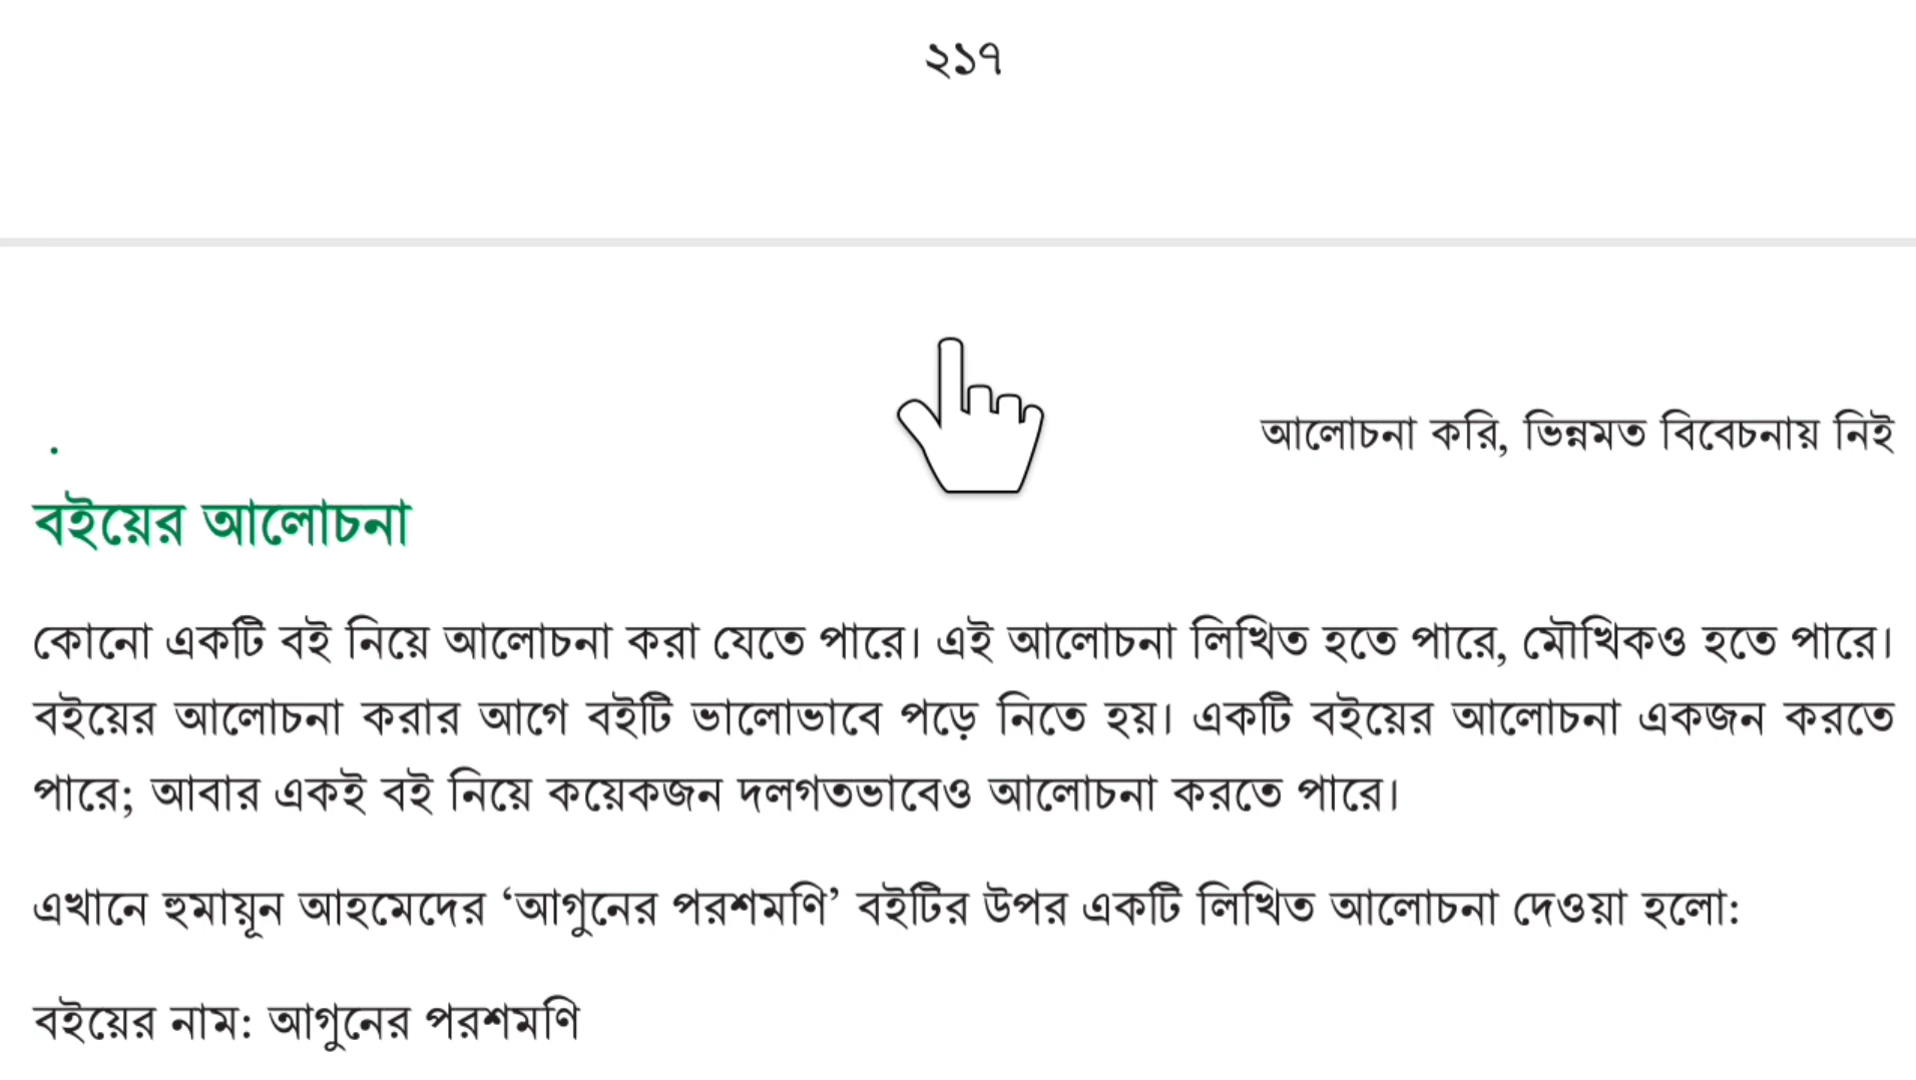 ২১৭
আলোচনা করি, ভিন্নমত বিবেচনায় নিই
বইয়ের আলোচনা
কোনো একটি বই নিয়ে আলোচনা করা যেতে পারে। এই আলোচনা লিখিত হতে পারে, মৌখিকও হতে পারে।
বইয়ের আলোচনা করার আগে বইটি ভালোভাবে পড়ে নিতে হয়। একটি বইয়ের আলোচনা একজন করতে
পারে; আবার একই বই নিয়ে কয়েকজন দলগতভাবেও আলোচনা করতে পারে।
এখানে হুমায়ূন আহমেদের ‘আগুনের পরশমণি’ বইটির উপর একটি লিখিত আলোচনা দেওয়া হলো:
বইয়ের নাম: আগুনের পরশমণি